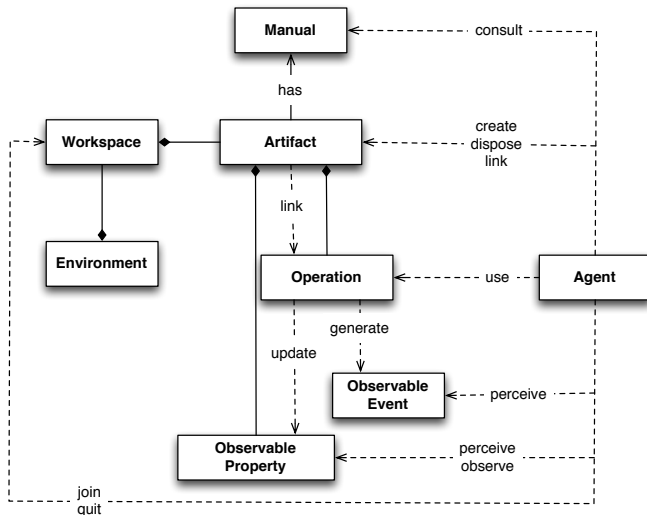 Manual
consult
has
create
Workspace
Artifact
dispose
link
link
Environment
Operation
use
Agent
generate
update
Observable
Event
perceive
Observable
Property
perceive
observe
join
quit